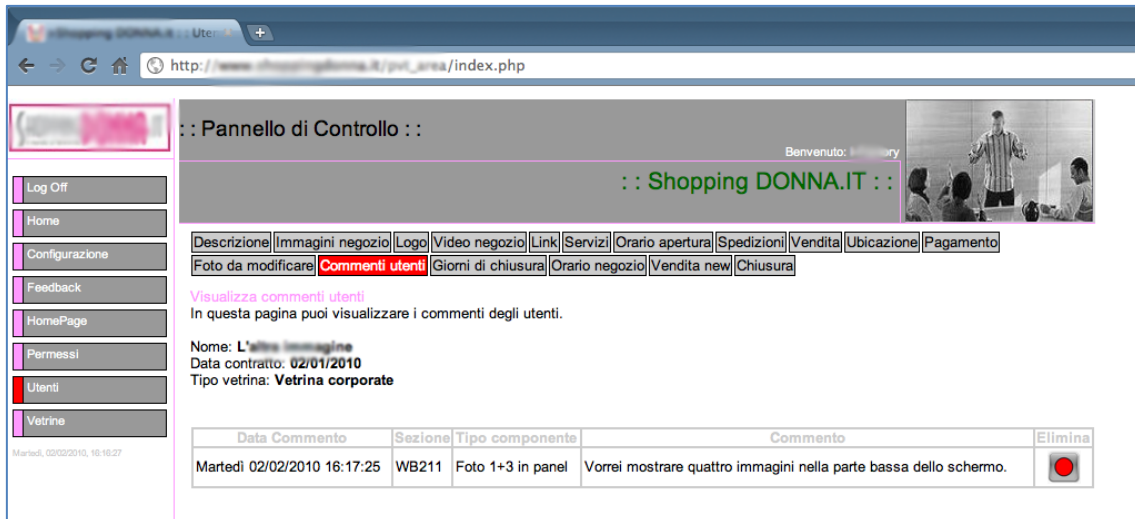 : : Uter
http://
/index.php
: : Pannello di Controllo : :
Benvenuto:
: : Shopping DONNA.IT : :
Log Off
Home
Configurazione
Feedback
HomePage
Permessi
Utenti
Vetrine
Martedì, 02/02/2010, 16:16:27
Descrizione Immagini negozio Logo Video negozio Link Servizi Orario apertura Spedizioni Vendita Ubicazione Pagamento
Foto da modificare Commenti utenti Giorni di chiusura Orario negozio Vendita new Chiusura
Visualizza commenti utenti
In questa pagina puoi visualizzare i commenti degli utenti.
Nome: L'
Data contratto: 02/01/2010
Tipo vetrina: Vetrina corporate
Data Commento Sezione Tipo componente Commento Elimina
Martedì 02/02/2010 16:17:25 WB211 Foto 1+3 in panel Vorrei mostrare quattro immagini nella parte bassa dello schermo.